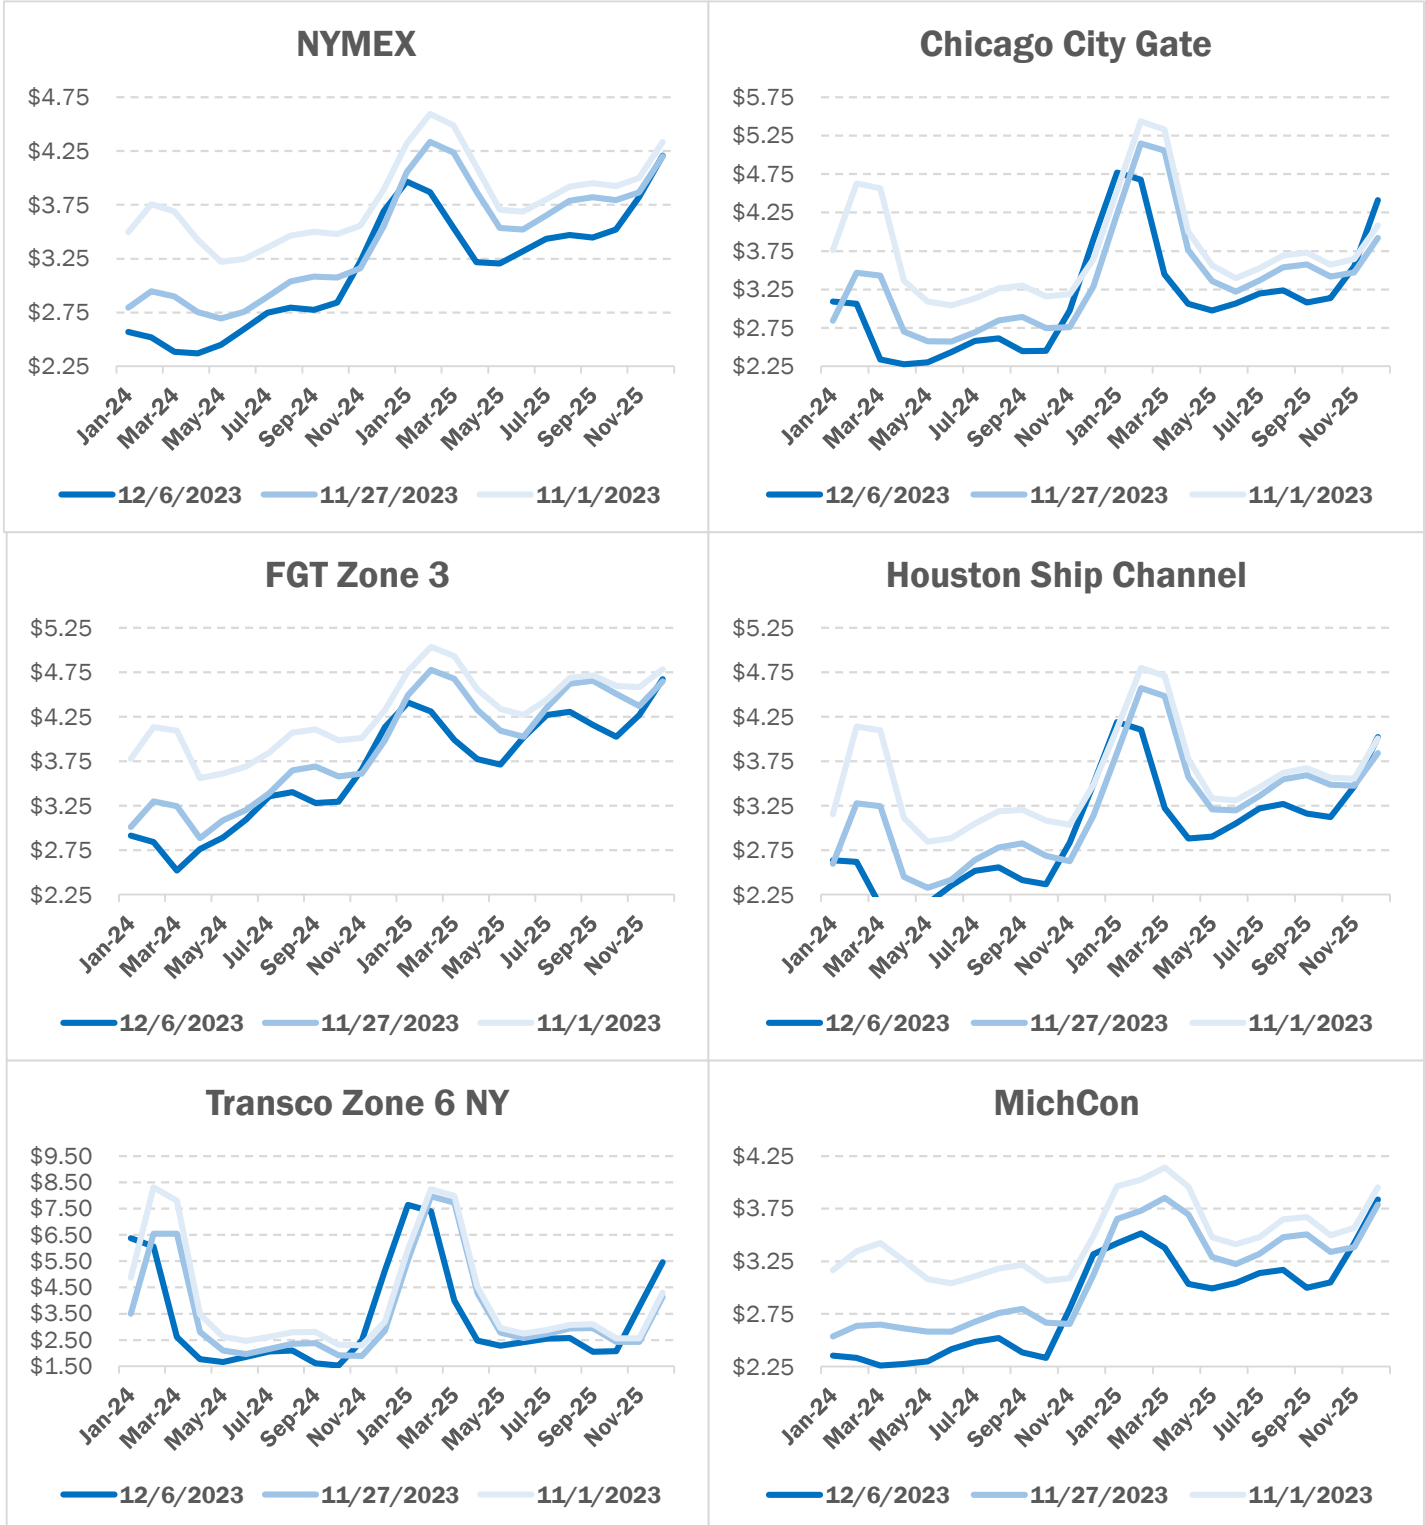 NYMEX
$4.75
$4.25
$3.75
$3.25
$2.75
$2.25
Jan-24 Mar-24 May-24 Jul-24 Sep-24 Nov-24 Jan-25 Mar-25 May-25 Jul-25 Sep-25 Nov-25
12/6/2023 11/27/2023 11/1/2023
Chicago City Gate
$5.75
$5.25
$4.75
$4.25
$3.75
$3.25
$2.75
$2.25
Jan-24 Mar-24 May-24 Jul-24 Sep-24 Nov-24 Jan-25 Mar-25 May-25 Jul-25 Sep-25 Nov-25
12/6/2023 11/27/2023 11/1/2023
FGT Zone 3
$5.25
$4.75
$4.25
$3.75
$3.25
$2.75
$2.25
Jan-24 Mar-24 May-24 Jul-24 Sep-24 Nov-24 Jan-25 Mar-25 May-25 Jul-25 Sep-25 Nov-25
12/6/2023 11/27/2023 11/1/2023
Houston Ship Channel
$5.25
$4.75
$4.25
$3.75
$3.25
$2.75
$2.25
Jan-24 Mar-24 May-24 Jul-24 Sep-24 Nov-24 Jan-25 Mar-25 May-25 Jul-25 Sep-25 Nov-25
12/6/2023 11/27/2023 11/1/2023
Transco Zone 6 NY
$9.50
$8.50
$7.50
$6.50
$5.50
$4.50
$3.50
$2.50
$1.50
Jan-24 Mar-24 May-24 Jul-24 Sep-24 Nov-24 Jan-25 Mar-25 May-25 Jul-25 Sep-25 Nov-25
12/6/2023 11/27/2023 11/1/2023
MichCon
$4.25
$3.75
$3.25
$2.75
$2.25
Jan-24 Mar-24 May-24 Jul-24 Sep-24 Nov-24 Jan-25 Mar-25 May-25 Jul-25 Sep-25 Nov-25
12/6/2023 11/27/2023 11/1/2023